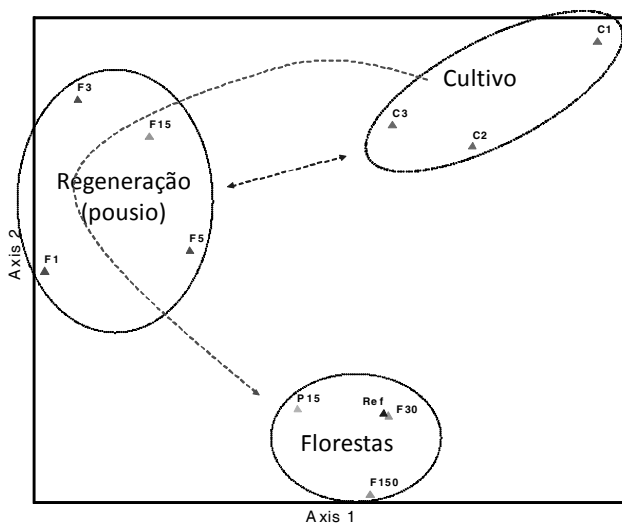 C1
Cultivo
C3
C2
F3
F15
Regeneração
(pousio)
F5
F1
Axis 2
P15
Ref
F30
Florestas
F150
Axis 1